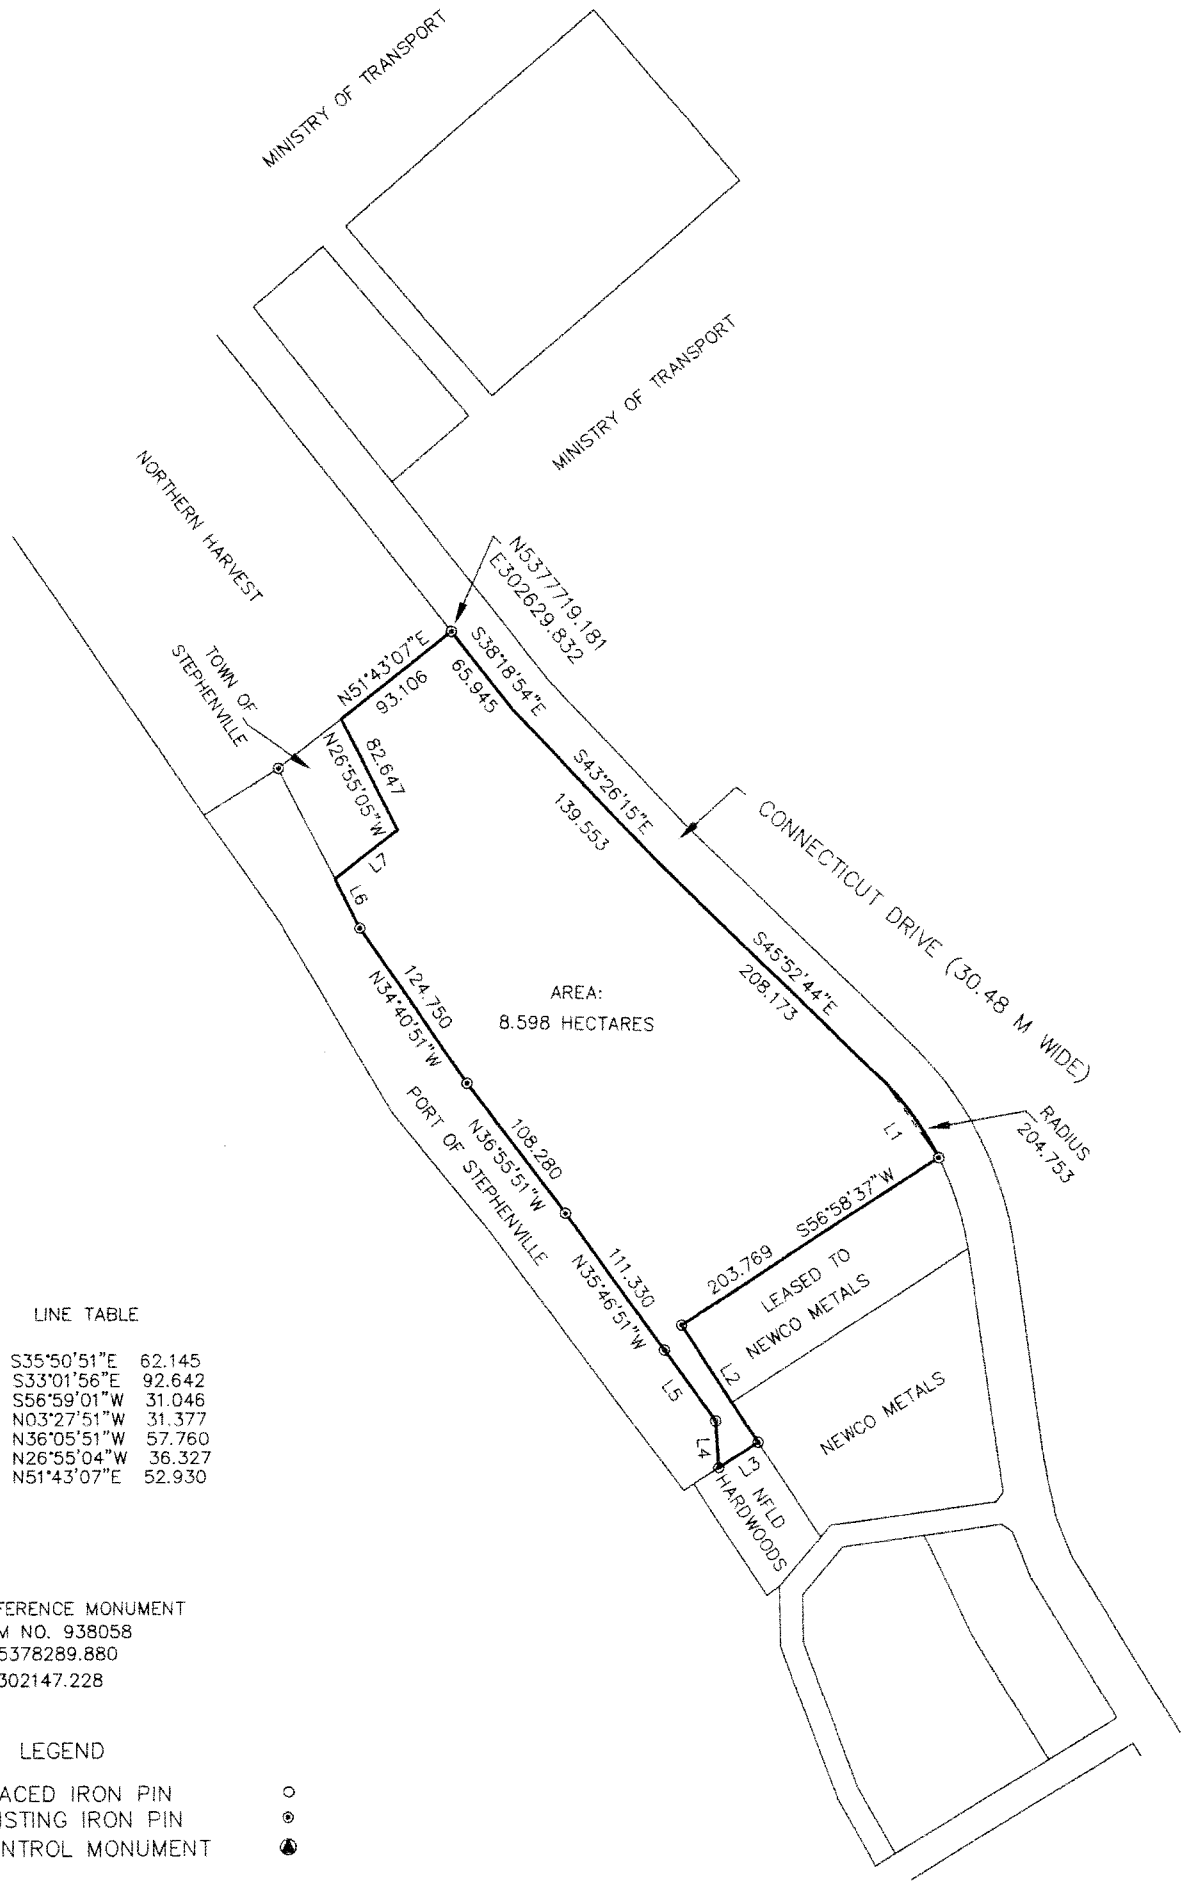 MINISTRY OF TRANSPORT
MINISTRY OF TRANSPORT
NORTHERN HARVEST
N5377719.181
E302629.832
TOWN OF
STEPHENVILLE
N51°43'07"E
93.106
S38°18'54"E
65.945
82.647
N26°55'05"W
S43°26'15"E
139.553
CONNECTICUT DRIVE (30.48 M WIDE)
L7
L6
S45°52'44"E
208.173
124.750
N34°40'51"W
AREA:
8.598 HECTARES
PORT OF STEPHENVILLE
L1
RADIUS
204.753
108.280
N36°55'51"W
S56°58'37"W
203.769
LEASED TO
NEWCO METALS
111.330
N35°46'51"W
L2
L5
NEWCO METALS
L4
L3
NFLD
HARDWOODS
LINE TABLE
S35°50'51"E 62.145
S33°01'56"E 92.642
S56°59'01"W 31.046
N03°27'51"W 31.377
N36°05'51"W 57.760
N26°55'04"W 36.327
N51°43'07"E 52.930
FERENCE MONUMENT
M NO. 938058
5378289.880
302147.228
LEGEND
ACED IRON PIN
ISTING IRON PIN
NTROL MONUMENT